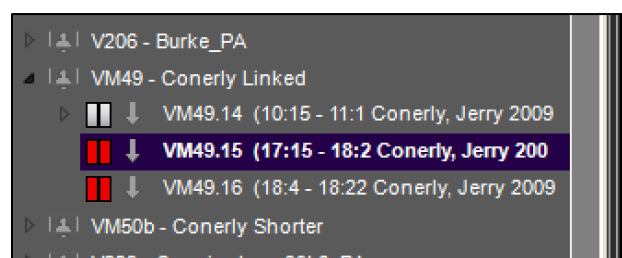 V206 - Burke_PA
VM49 - Conerly Linked
VM49.14 (10:15 - 11:1 Conerly, Jerry 2009
VM49.15 (17:15 - 18:2 Conerly, Jerry 200
VM49.16 (18:4 - 18:22 Conerly, Jerry 2009
VM50b - Conerly Shorter